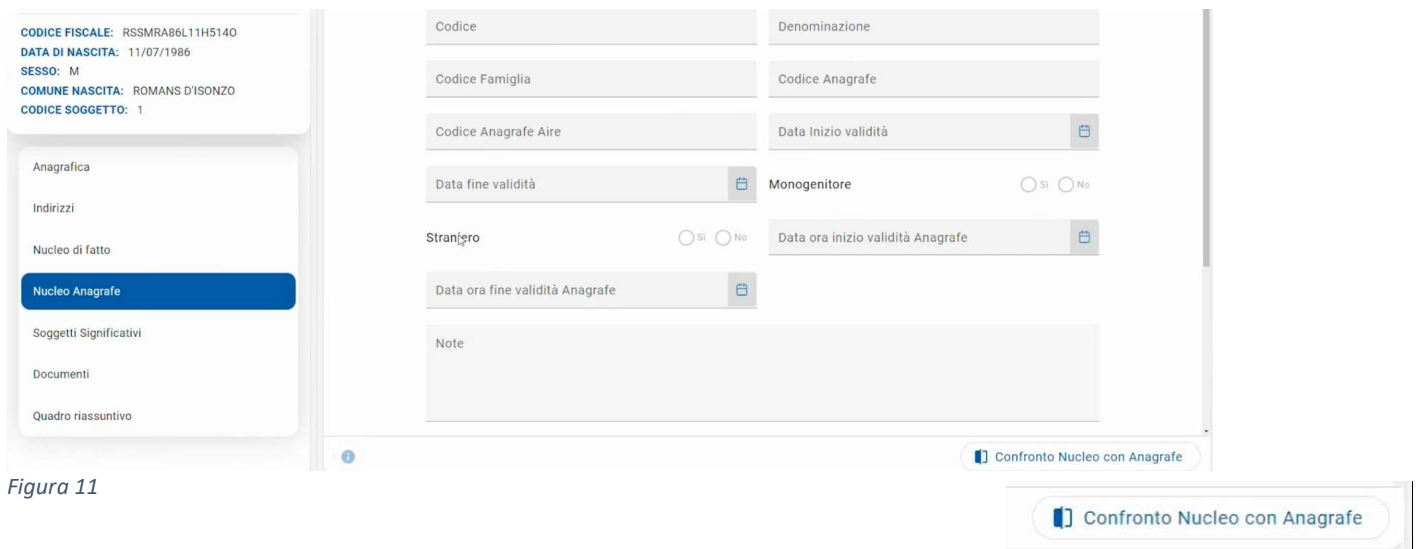 CODICE FISCALE: RSSMRA86L11H514O
DATA DI NASCITA: 11/07/1986
SESSO: M
COMUNE NASCITA: ROMANS D'ISONZO
CODICE SOGGETTO: 1
Anagrafica
Indirizzi
Nucleo di fatto
Nucleo Anagrafe
Soggetti Significativi
Documenti
Quadro riassuntivo
Codice Denominazione
Codice Famiglia Codice Anagrafe
Codice Anagrafe Aire Data Inizio validità
Data fine validità Monogenitore Sì No
Straniero Sì No Data ora inizio validità Anagrafe
Data ora fine validità Anagrafe
Note
Confronto Nucleo con Anagrafe
Figura 11
Confronto Nucleo con Anagrafe